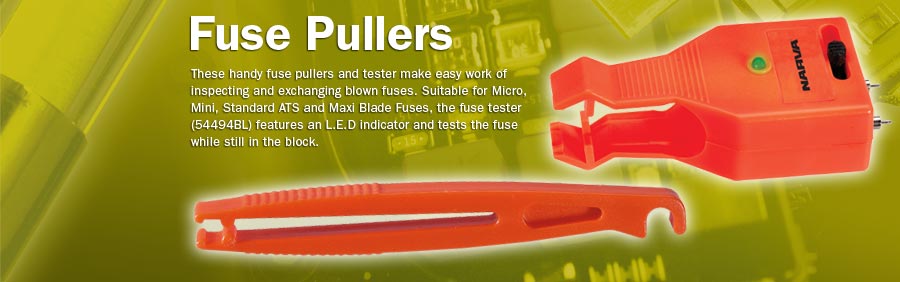 Fuse Pullers
These handy fuse pullers and tester make easy work of
inspecting and exchanging blown fuses. Suitable for Micro,
Mini, Standard ATS and Maxi Blade Fuses, the fuse tester
(54494BL) features an L.E.D indicator and tests the fuse
while still in the block.
NARVA